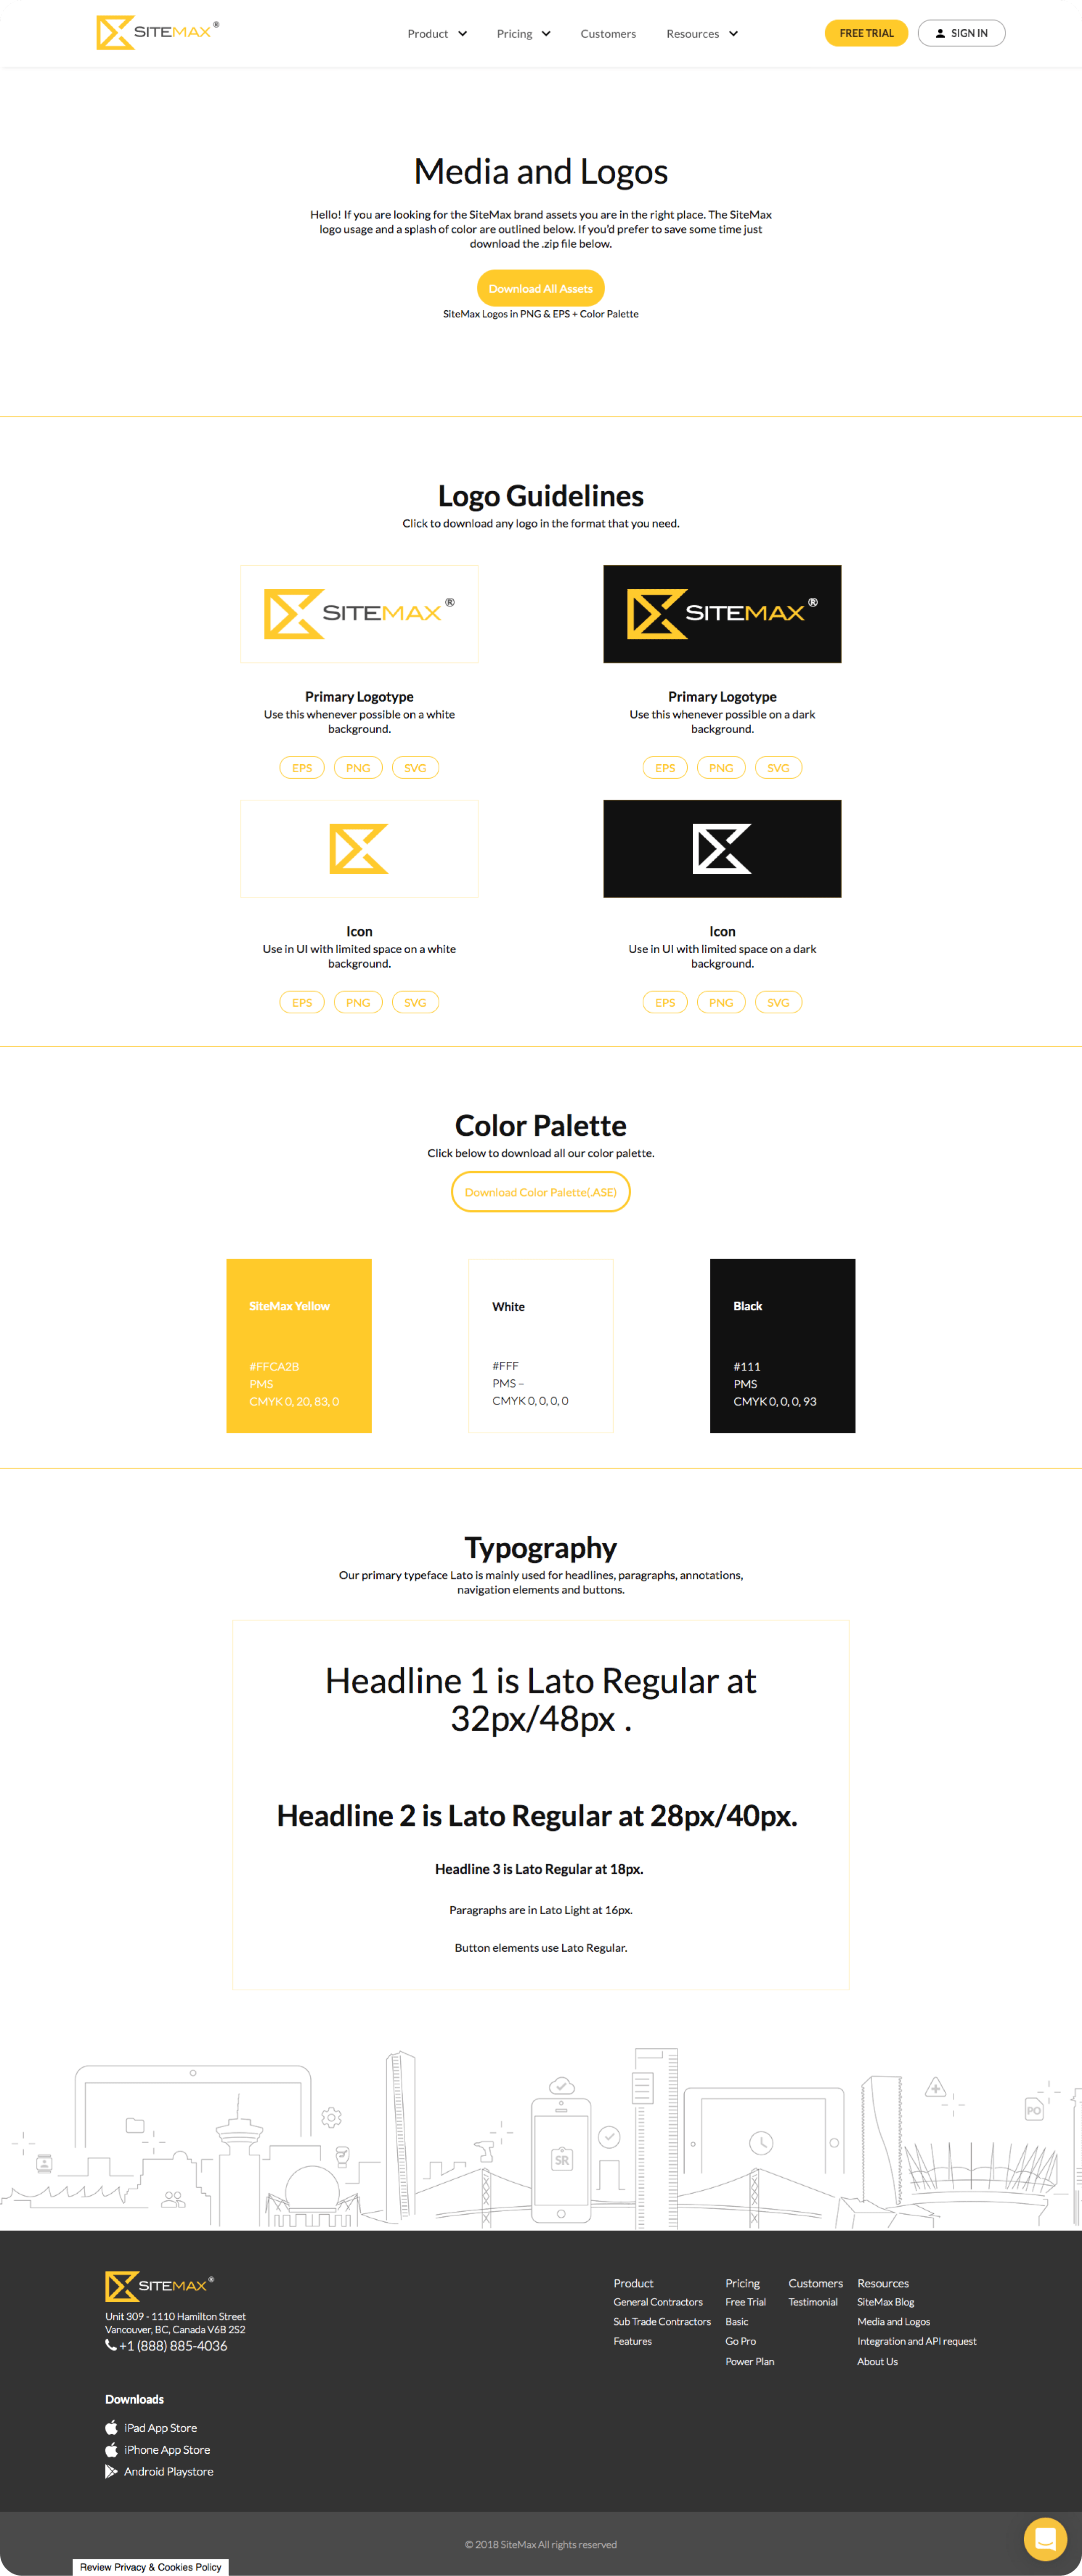 SITEMAX®
Product
Pricing
Customers
Resources
FREE TRIAL
SIGN IN
Media and Logos
Hello! If you are looking for the SiteMax brand assets you are in the right place. The SiteMax
logo usage and a splash of color are outlined below. If you'd prefer to save some time just
download the .zip file below.
Download All Assets
SiteMax Logos in PNG & EPS + Color Palette
Logo Guidelines
Click to download any logo in the format that you need.
SITEMAX®
Primary Logotype
Use this whenever possible on a white
background.
EPS PNG SVG
SITEMAX®
Primary Logotype
Use this whenever possible on a dark
background.
EPS PNG SVG
Icon
Use in UI with limited space on a white
background.
EPS PNG SVG
Icon
Use in UI with limited space on a dark
background.
EPS PNG SVG
Color Palette
Click below to download all our color palette.
Download Color Palette(.ASE)
SiteMax Yellow
#FFCA2B
PMS
CMYK 0, 20, 83, 0
White
#FFF
PMS –
CMYK 0, 0, 0, 0
Black
#111
PMS
CMYK 0, 0, 0, 93
Typography
Our primary typeface Lato is mainly used for headlines, paragraphs, annotations,
navigation elements and buttons.
Headline 1 is Lato Regular at
32px/48px .
Headline 2 is Lato Regular at 28px/40px.
Headline 3 is Lato Regular at 18px.
Paragraphs are in Lato Light at 16px.
Button elements use Lato Regular.
SR
PO
SITEMAX®
Unit 309 - 1110 Hamilton Street
Vancouver, BC, Canada V6B 2S2
+1 (888) 885-4036
Downloads
iPad App Store
iPhone App Store
Android Playstore
Product
General Contractors
Sub Trade Contractors
Features
Pricing
Free Trial
Basic
Go Pro
Power Plan
Customers
Testimonial
Resources
SiteMax Blog
Media and Logos
Integration and API request
About Us
© 2018 SiteMax All rights reserved
Review Privacy & Cookies Policy